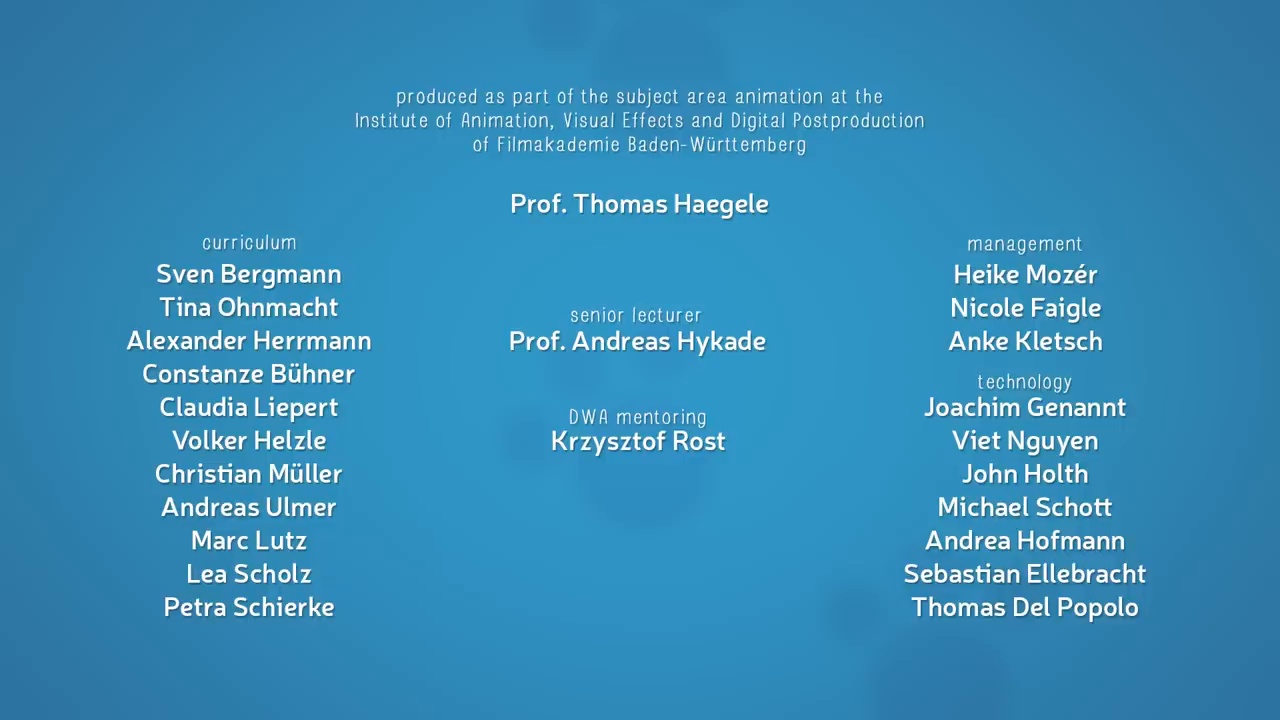 produced as part of the subject area animation at the
Institute of Animation, Visual Effects and Digital Postproduction
of Filmakademie Baden-Württemberg
Prof. Thomas Haegele
curriculum
Sven Bergmann
Tina Ohnmacht
Alexander Herrmann
Constanze Bühner
Claudia Liepert
Volker Helzle
Christian Müller
Andreas Ulmer
Marc Lutz
Lea Scholz
Petra Schierke
senior lecturer
Prof. Andreas Hykade
DWA mentoring
Krzysztof Rost
management
Heike Mozér
Nicole Faigle
Anke Kletsch
technology
Joachim Genannt
Viet Nguyen
John Holth
Michael Schott
Andrea Hofmann
Sebastian Ellebracht
Thomas Del Popolo